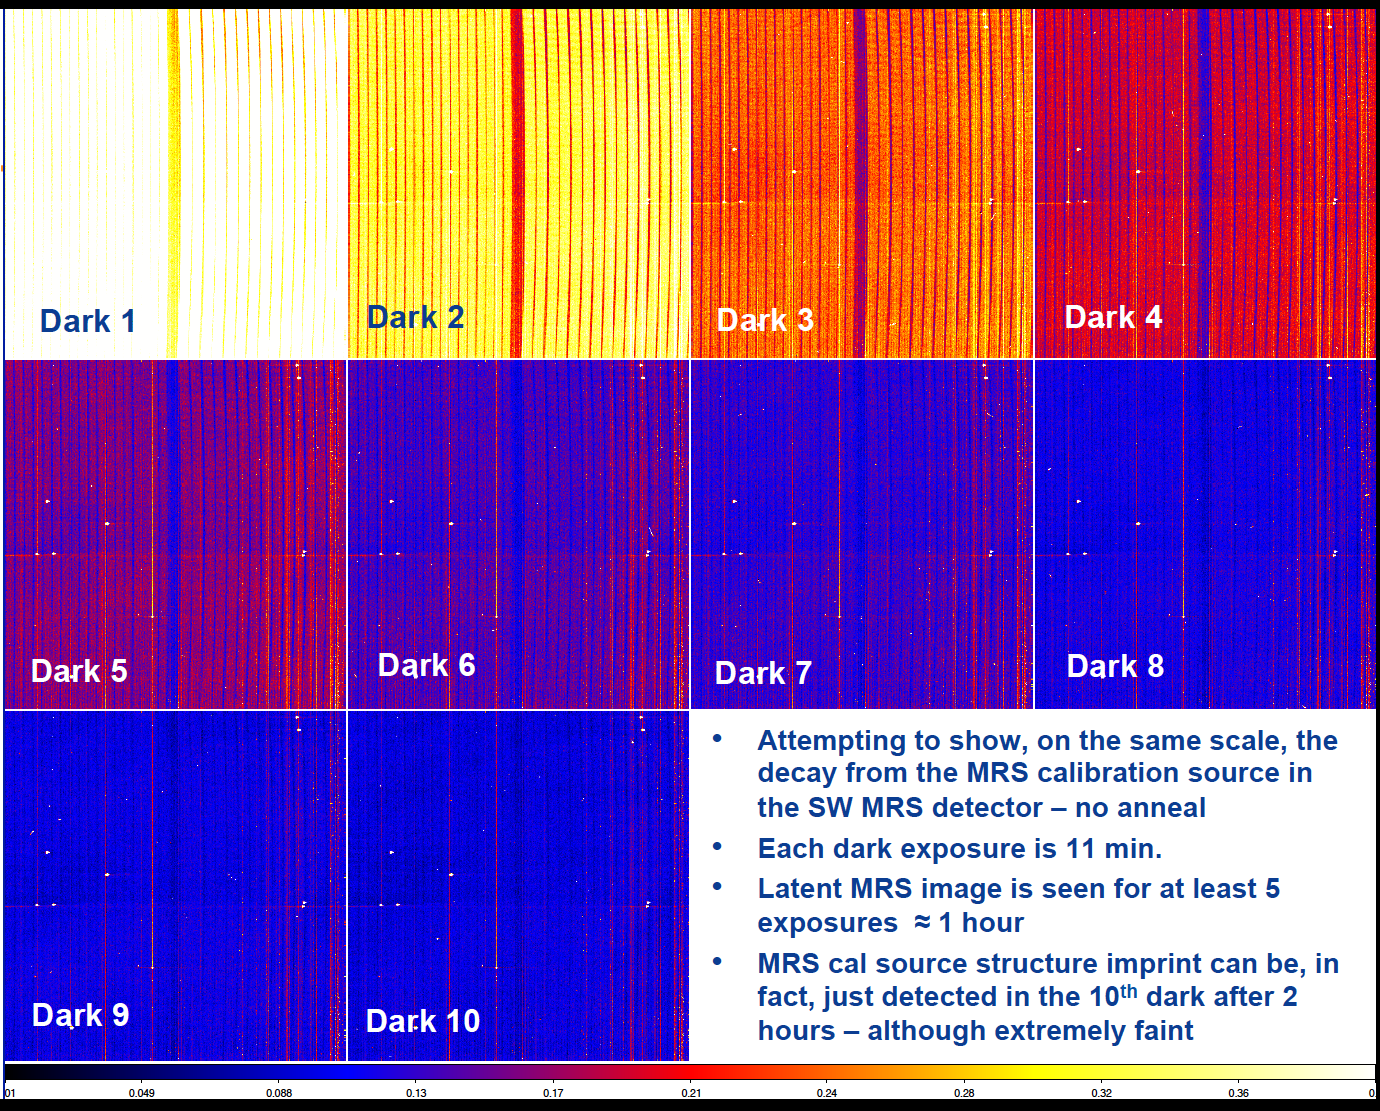 Dark 1
Dark 2
Dark 3
Dark 4
Dark 5
Dark 6
Dark 7
Dark 8
Dark 9
Dark 10
• Attempting to show, on the same scale, the
decay from the MRS calibration source in
the SW MRS detector – no anneal
• Each dark exposure is 11 min.
• Latent MRS image is seen for at least 5
exposures ≈ 1 hour
• MRS cal source structure imprint can be, in
fact, just detected in the 10th dark after 2
hours – although extremely faint
01 0.049 0.088 0.13 0.17 0.21 0.24 0.28 0.32 0.36 0.